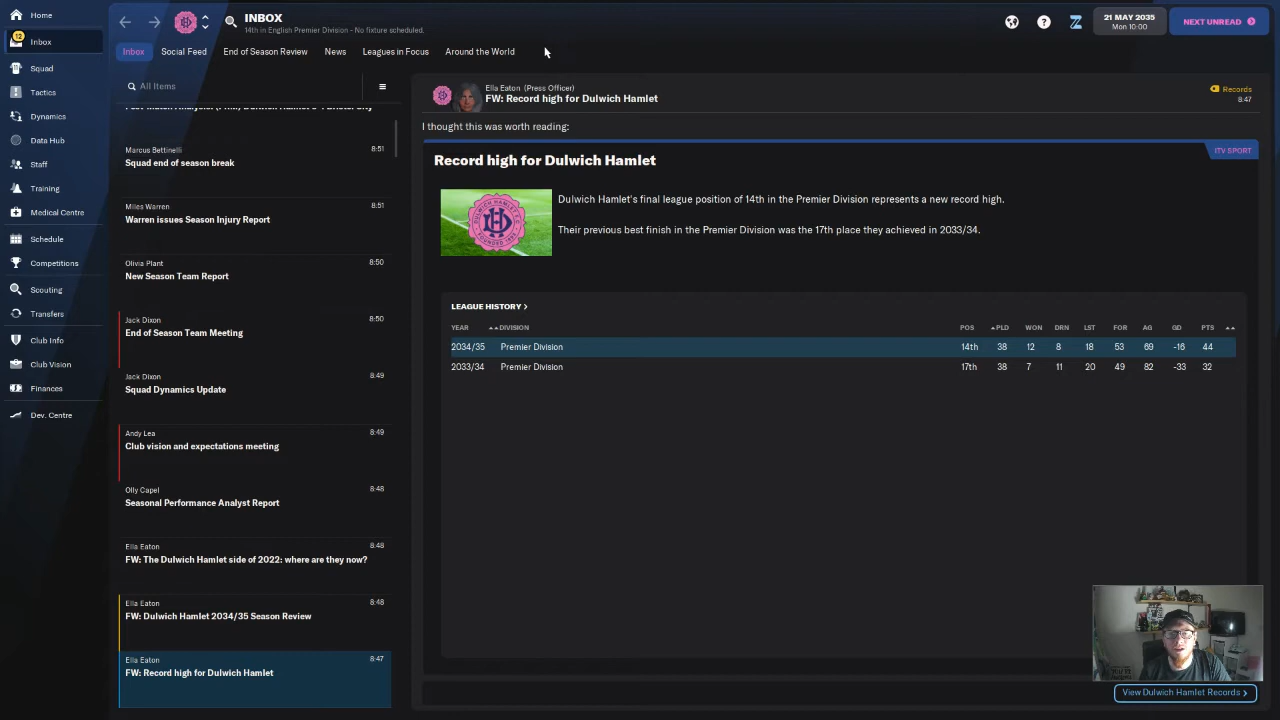 Home
12
Inbox
Squad
Tactics
Dynamics
Data Hub
Staff
Training
Medical Centre
Schedule
Competitions
Scouting
Transfers
Club Info
Club Vision
Finances
Dev. Centre
INBOX
14th in English Premier Division - No fixture scheduled.
21 MAY 2035
Mon 10:00
NEXT UNREAD
Inbox Social Feed End of Season Review News Leagues in Focus Around the World
All Items
Marcus Bettinelli 8:51
Squad end of season break
Miles Warren 8:51
Warren issues Season Injury Report
Olivia Plant 8:50
New Season Team Report
Jack Dixon 8:50
End of Season Team Meeting
Jack Dixon 8:49
Squad Dynamics Update
Andy Lea 8:49
Club vision and expectations meeting
Olly Capel 8:48
Seasonal Performance Analyst Report
Ella Eaton 8:48
FW: The Dulwich Hamlet side of 2022: where are they now?
Ella Eaton 8:48
FW: Dulwich Hamlet 2034/35 Season Review
Ella Eaton 8:47
FW: Record high for Dulwich Hamlet
Ella Eaton (Press Officer)
FW: Record high for Dulwich Hamlet
Records
8:47
I thought this was worth reading:
ITV SPORT
Record high for Dulwich Hamlet
DULWICH HAMLET F.C.
Dulwich Hamlet's final league position of 14th in the Premier Division represents a new record high.
Their previous best finish in the Premier Division was the 17th place they achieved in 2033/34.
LEAGUE HISTORY >
YEAR DIVISION POS PLD WON DRN LST FOR AG GD PTS
2034/35 Premier Division 14th 38 12 8 18 53 69 -16 44
2033/34 Premier Division 17th 38 7 11 20 49 82 -33 32
View Dulwich Hamlet Records >